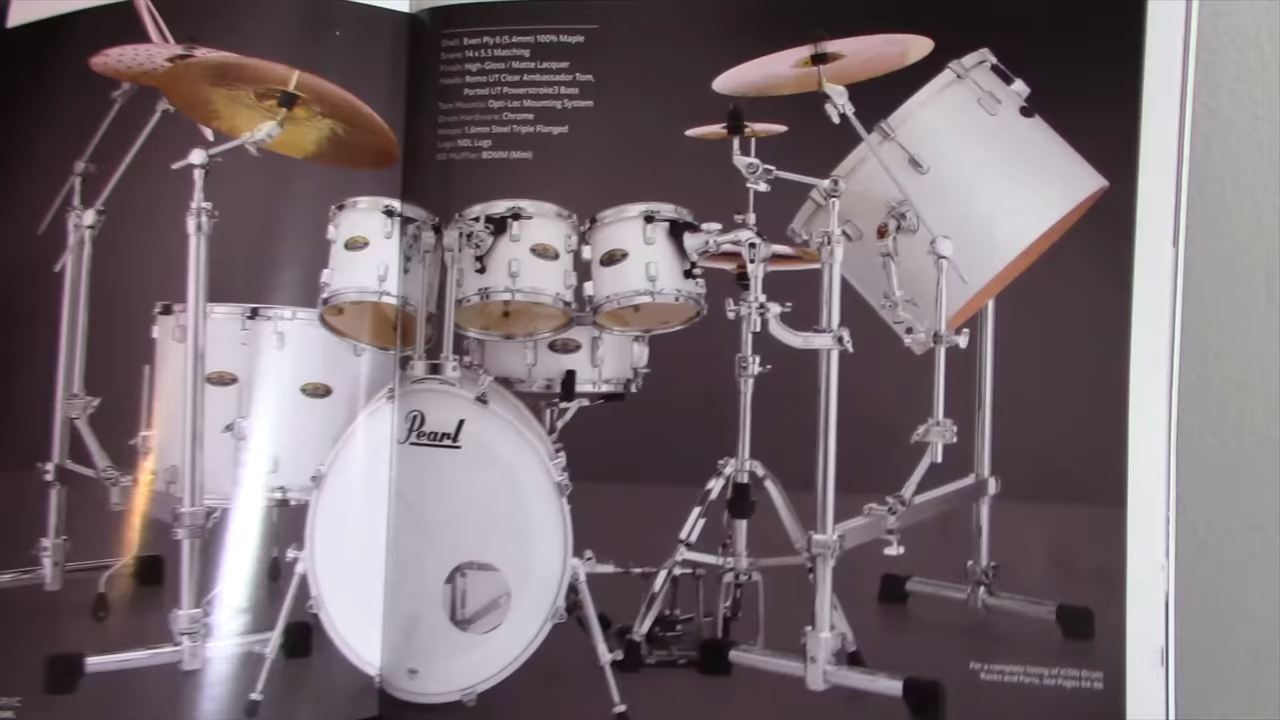 Shell: Even Ply 6 (5.4mm) 100% Maple
Snare: 14 x 5.5 Matching
Finish: High-Gloss / Matte Lacquer
Heads: Remo UT Clear Ambassador Tom,
Ported UT Powerstroke3 Bass
Tom Mounts: Opti-Loc Mounting System
Drum Hardware: Chrome
Hoops: 1.6mm Steel Triple Flanged
Lugs: NDL Lugs
BD Muffler: BDMM (Mini)
Pearl
For a complete listing of ICON Drum
Racks and Parts, see Pages 64-66